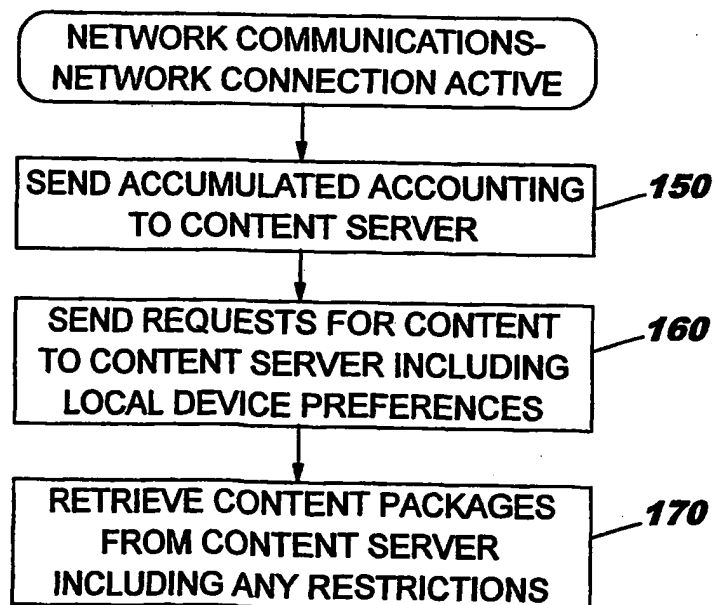 NETWORK COMMUNICATIONS-
NETWORK CONNECTION ACTIVE
SEND ACCUMULATED ACCOUNTING
TO CONTENT SERVER
150
SEND REQUESTS FOR CONTENT
TO CONTENT SERVER INCLUDING
LOCAL DEVICE PREFERENCES
160
RETRIEVE CONTENT PACKAGES
FROM CONTENT SERVER
INCLUDING ANY RESTRICTIONS
170